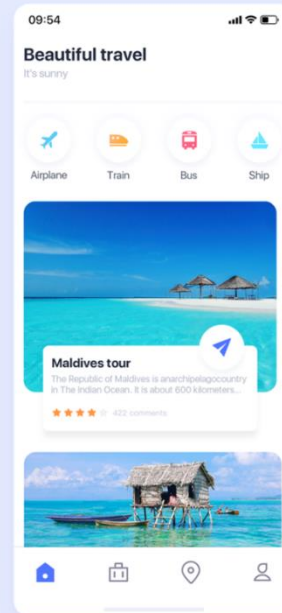 09:54
Beautiful travel
It's sunny
Airplane Train Bus Ship
Maldives tour
The Republic of Maldives is anarchipelagocountry
in The Indian Ocean. It is about 600 kilometers...
422 comments